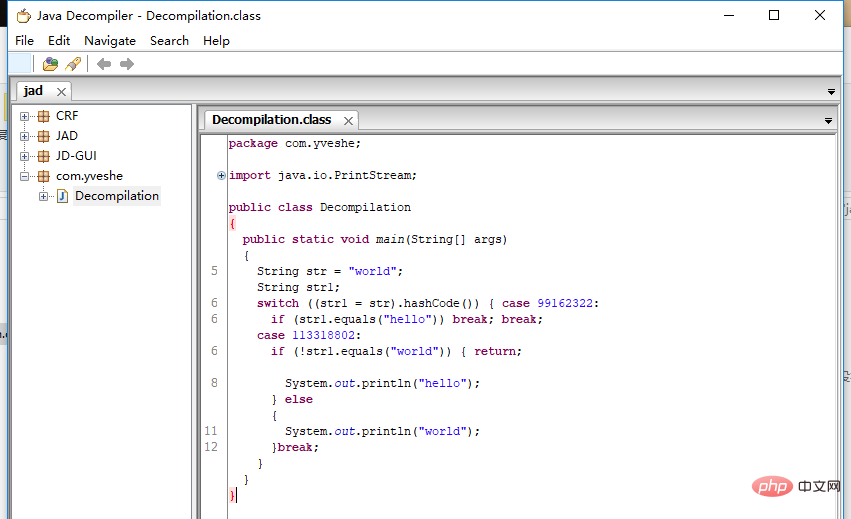 Java Decompiler - Decompilation.class
File Edit Navigate Search Help
jad
CRF
JAD
JD-GUI
com.yveshe
Decompilation
Decompilation.class
package com.yveshe;
import java.io.PrintStream;
public class Decompilation
{
public static void main(String[] args)
{
5 String str = "world";
String str1;
6 switch ((str1 = str).hashCode()) { case 99162322:
6 if (str1.equals("hello")) break; break;
case 113318802:
6 if (!str1.equals("world")) { return;
8 System.out.println("hello");
} else
{
11 System.out.println("world");
12 }break;
}
}
}
php 中文网